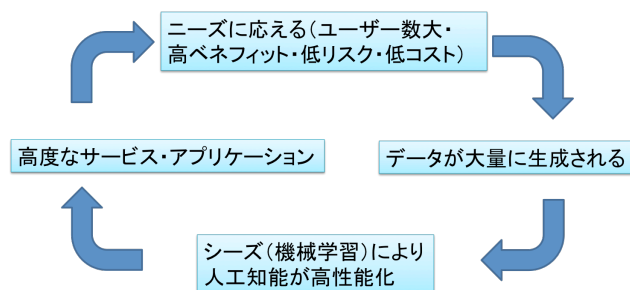 ニーズに応える(ユーザー数大・
高ベネフィット・低リスク・低コスト)
高度なサービス・アプリケーション
データが大量に生成される
シーズ(機械学習)により
人工知能が高性能化